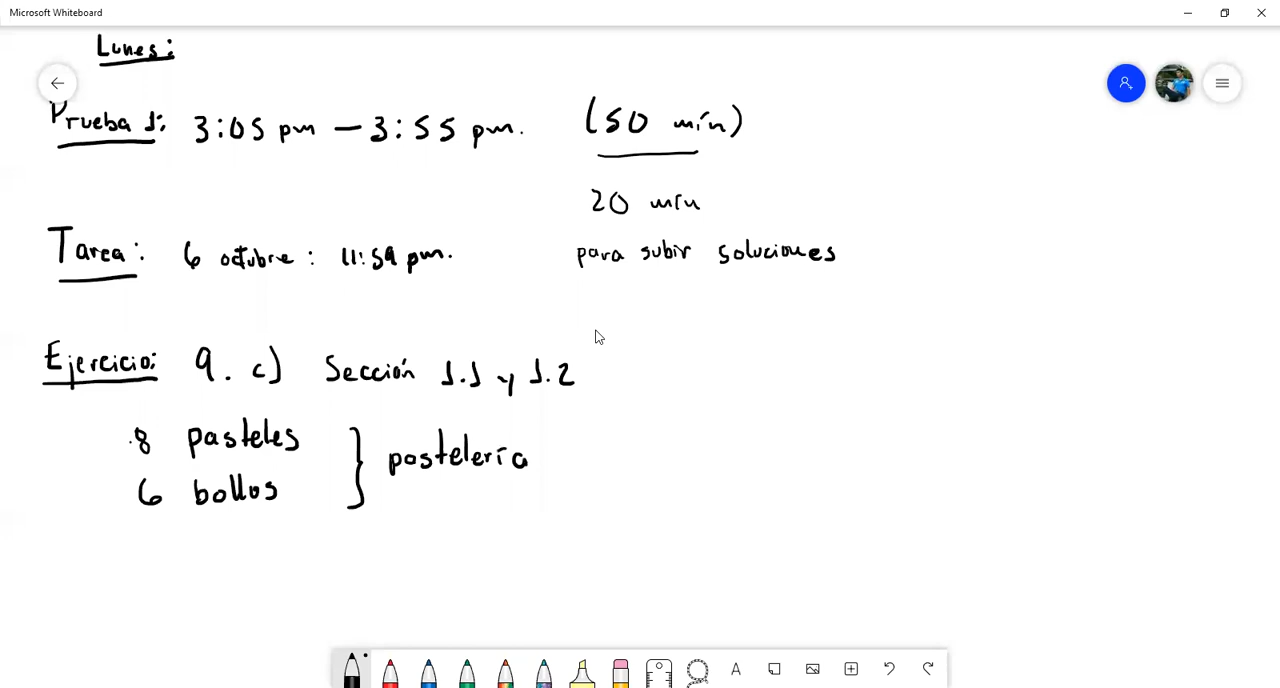 Microsoft Whiteboard
Lunes:
Prueba 1: 3:05 pm — 3:55 pm. (50 min)
20 min
Tarea: 6 octubre: 11:59 pm. para subir soluciones
Ejercicio: 9. c) Sección 1.1 y 1.2
8 pasteles
} pastelería
6 bollos